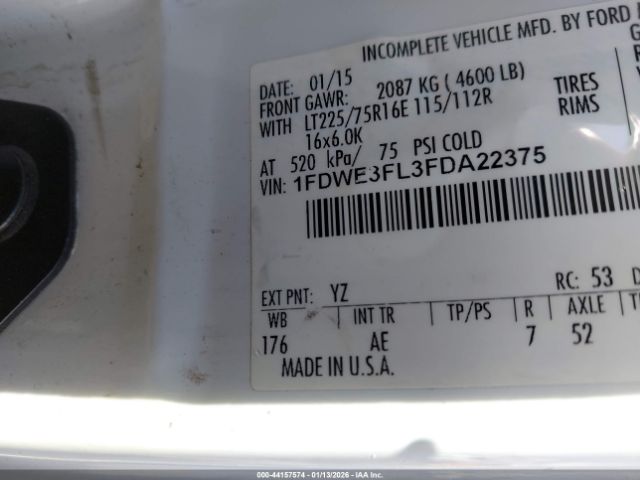 INCOMPLETE VEHICLE MFD. BY FORD
DATE: 01/15
FRONT GAWR: 2087 KG ( 4600 LB)
WITH LT225/75R16E 115/112R TIRES
16x6.0K RIMS
AT 520 kPa/ 75 PSI COLD
VIN: 1FDWE3FL3FDA22375
EXT PNT: YZ RC: 53
WB INT TR TP/PS R AXLE
176 AE 7 52
MADE IN U.S.A.
000-44157574 - 01/13/2026 - IAA Corp.